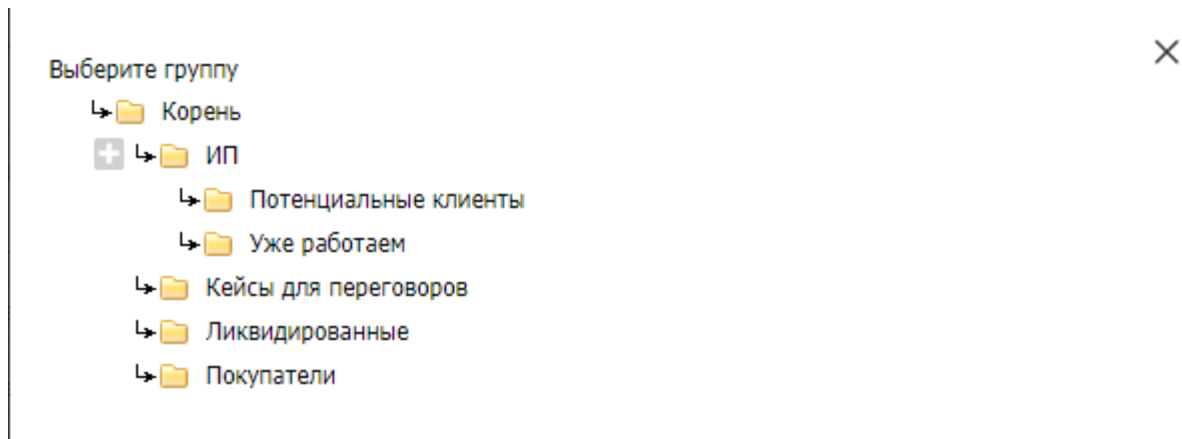 Выберите группу
Корень
ИП
Потенциальные клиенты
Уже работаем
Кейсы для переговоров
Ликвидированные
Покупатели